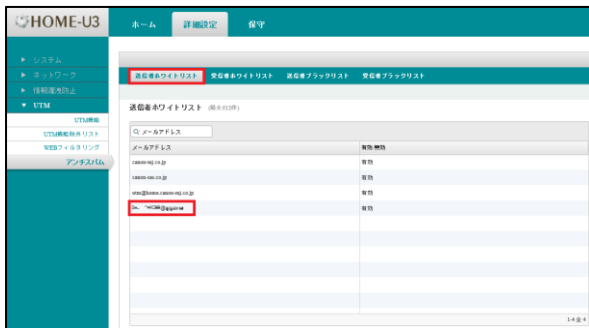 HOME-U3
ホーム 詳細設定 保守
システム
ネットワーク
情報漏洩防止
UTM
UTM機能
UTM機能除外リスト
WEBフィルタリング
アンチスパム
送信者ホワイトリスト 受信者ホワイトリスト 送信者ブラックリスト 受信者ブラックリスト
送信者ホワイトリスト
メールアドレス
メールアドレス 有効/無効
canon-mj.co.jp 有効
有効
utm@home.canon-mj.co.jp 有効
有効
1-4 全 4